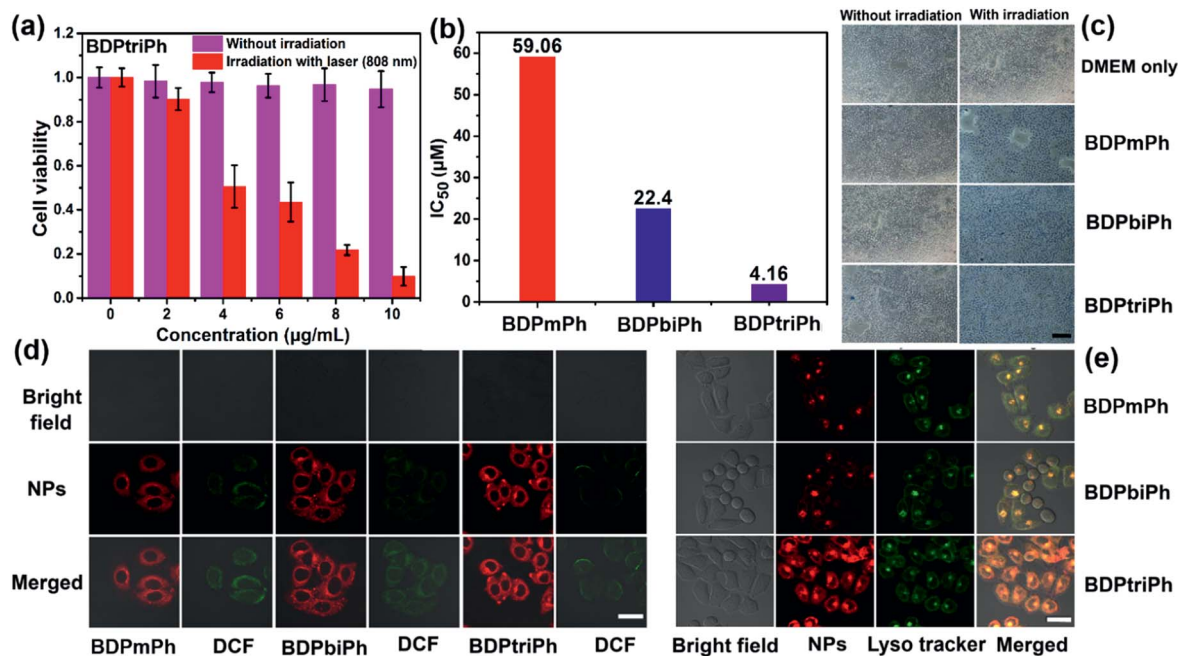 (a)
BDPtriPh
Without irradiation
Irradiation with laser (808 nm)
1.2
1.0
0.8
0.6
0.4
0.2
0.0
Cell viability
0 2 4 6 8 10
Concentration (µg/mL)
(b)
60
50
40
30
20
10
0
IC50 (µM)
59.06
22.4
4.16
BDPmPh BDPbiPh BDPtriPh
Without irradiation With irradiation
(c)
DMEM only
BDPmPh
BDPbiPh
BDPtriPh
(d)
Bright
field
NPs
Merged
BDPmPh DCF BDPbiPh DCF BDPtriPh DCF
(e)
BDPmPh
BDPbiPh
BDPtriPh
Bright field NPs Lyso tracker Merged